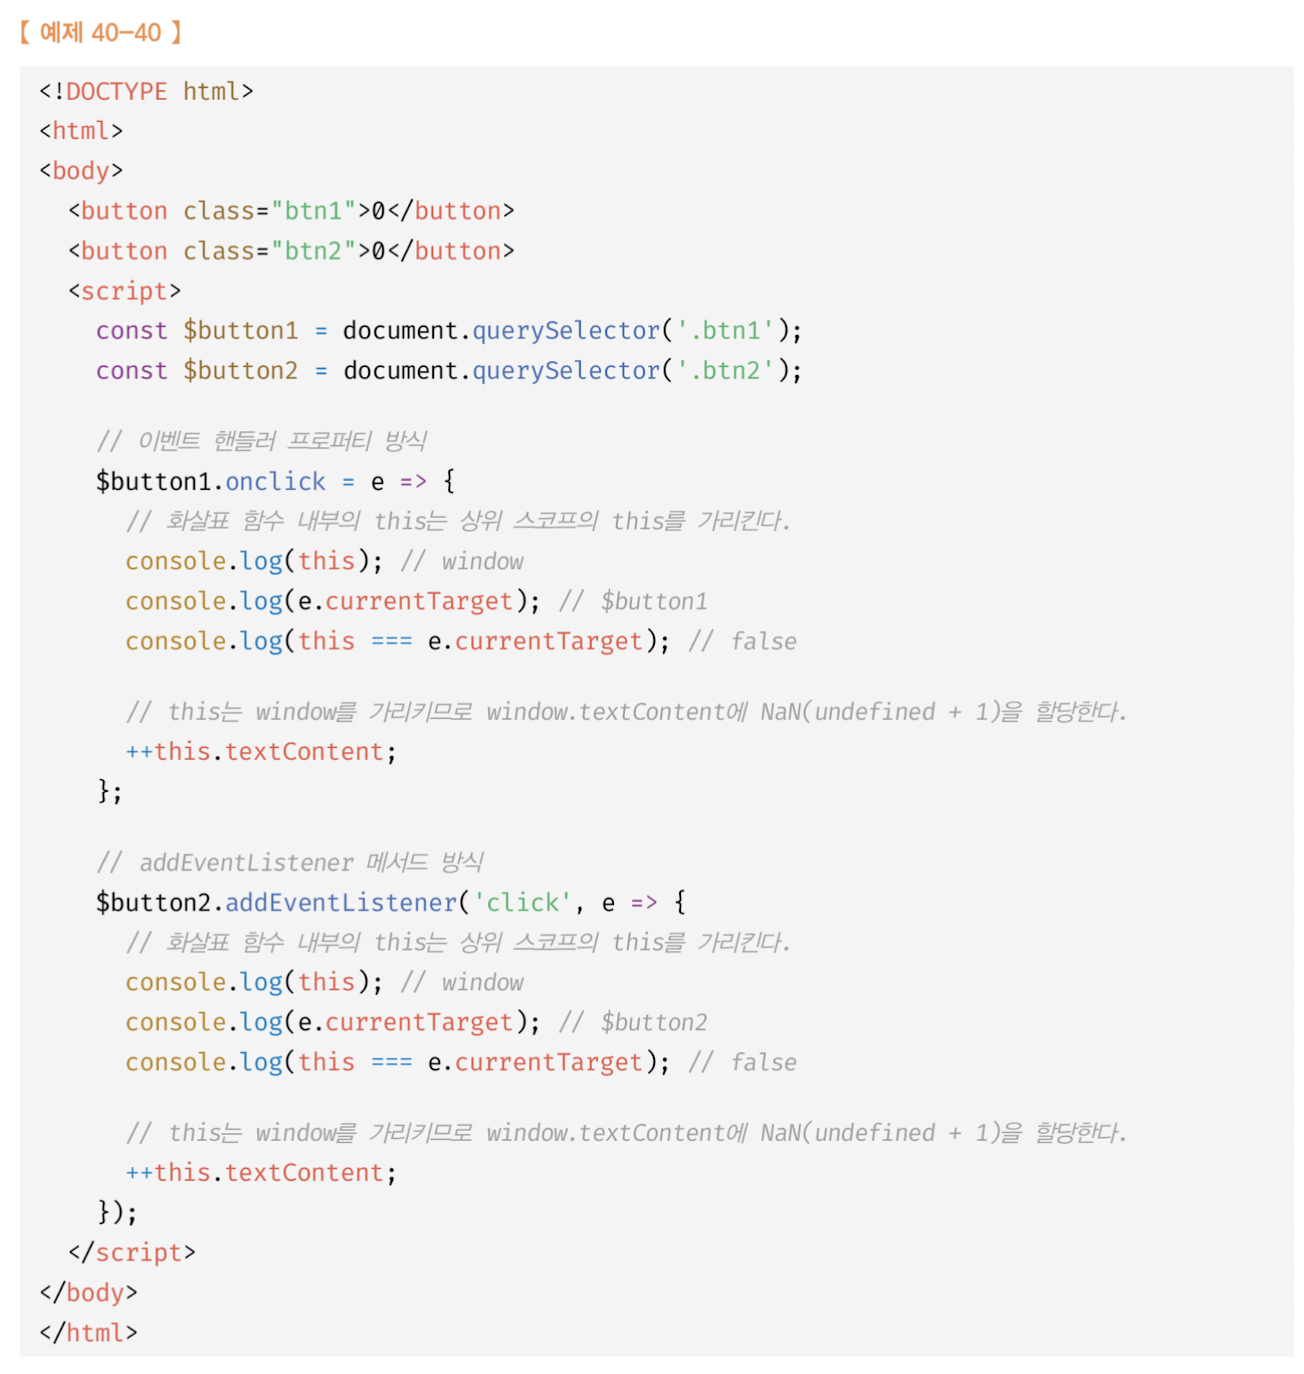 【 예제 40-40 】
<!DOCTYPE html>
<html>
<body>
  <button class="btn1">0</button>
  <button class="btn2">0</button>
  <script>
    const $button1 = document.querySelector('.btn1');
    const $button2 = document.querySelector('.btn2');

    // 이벤트 핸들러 프로퍼티 방식
    $button1.onclick = e => {
      // 화살표 함수 내부의 this는 상위 스코프의 this를 가리킨다.
      console.log(this); // window
      console.log(e.currentTarget); // $button1
      console.log(this === e.currentTarget); // false

      // this는 window를 가리키므로 window.textContent에 NaN(undefined + 1)을 할당한다.
      ++this.textContent;
    };

    // addEventListener 메서드 방식
    $button2.addEventListener('click', e => {
      // 화살표 함수 내부의 this는 상위 스코프의 this를 가리킨다.
      console.log(this); // window
      console.log(e.currentTarget); // $button2
      console.log(this === e.currentTarget); // false

      // this는 window를 가리키므로 window.textContent에 NaN(undefined + 1)을 할당한다.
      ++this.textContent;
    });
  </script>
</body>
</html>